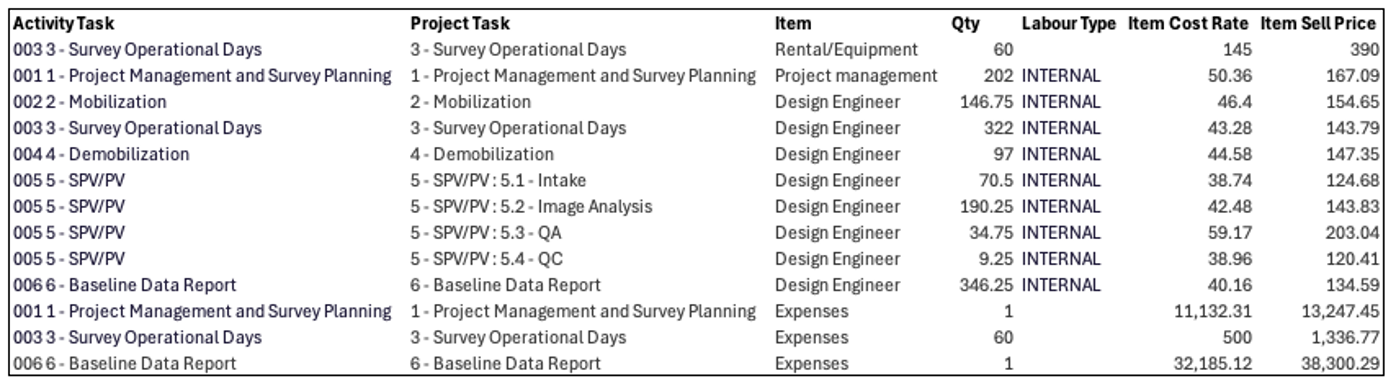 Activity Task Project Task Item Qty Labour Type Item Cost Rate Item Sell Price
003 3 - Survey Operational Days 3 - Survey Operational Days Rental/Equipment 60 145 390
001 1 - Project Management and Survey Planning 1 - Project Management and Survey Planning Project management 202 INTERNAL 50.36 167.09
002 2 - Mobilization 2 - Mobilization Design Engineer 146.75 INTERNAL 46.4 154.65
003 3 - Survey Operational Days 3 - Survey Operational Days Design Engineer 322 INTERNAL 43.28 143.79
004 4 - Demobilization 4 - Demobilization Design Engineer 97 INTERNAL 44.58 147.35
005 5 - SPV/PV 5 - SPV/PV : 5.1 - Intake Design Engineer 70.5 INTERNAL 38.74 124.68
005 5 - SPV/PV 5 - SPV/PV : 5.2 - Image Analysis Design Engineer 190.25 INTERNAL 42.48 143.83
005 5 - SPV/PV 5 - SPV/PV : 5.3 - QA Design Engineer 34.75 INTERNAL 59.17 203.04
005 5 - SPV/PV 5 - SPV/PV : 5.4 - QC Design Engineer 9.25 INTERNAL 38.96 120.41
006 6 - Baseline Data Report 6 - Baseline Data Report Design Engineer 346.25 INTERNAL 40.16 134.59
001 1 - Project Management and Survey Planning 1 - Project Management and Survey Planning Expenses 1 11,132.31 13,247.45
003 3 - Survey Operational Days 3 - Survey Operational Days Expenses 60 500 1,336.77
006 6 - Baseline Data Report 6 - Baseline Data Report Expenses 1 32,185.12 38,300.29